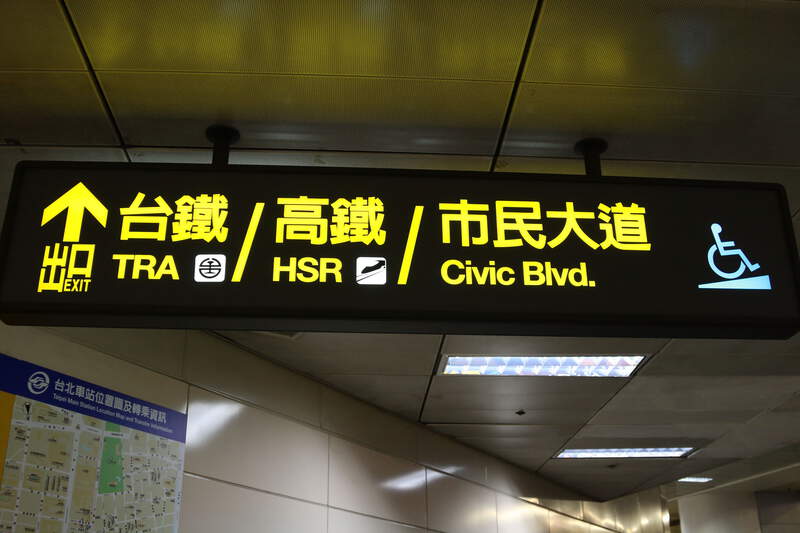 台鐵 / 高鐵 / 市民大道
出口 TRA HSR Civic Blvd.
EXIT
台北車站位置圖及轉乘資訊
Taipei Main Station Location Map and Transfer Information